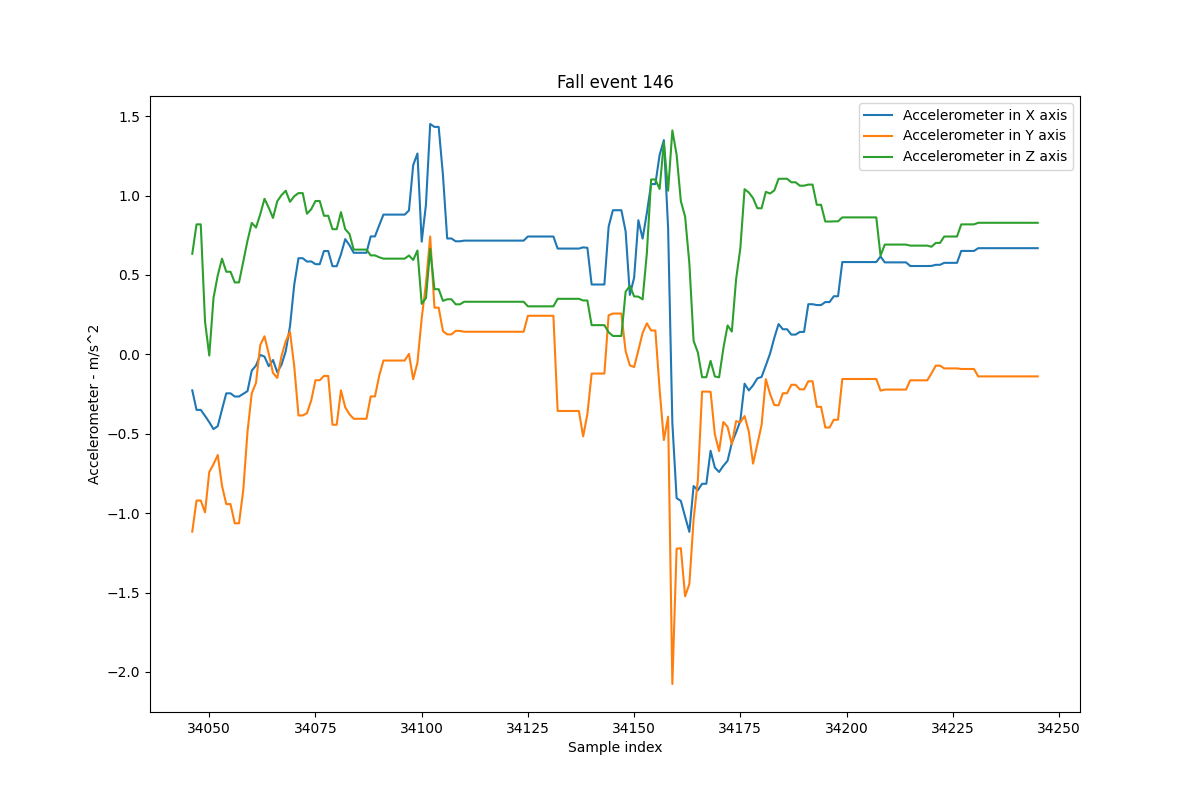 Fall event 146
Accelerometer in X axis
Accelerometer in Y axis
Accelerometer in Z axis
Accelerometer - m/s^2
1.5
1.0
0.5
0.0
−0.5
−1.0
−1.5
−2.0
34050 34075 34100 34125 34150 34175 34200 34225 34250
Sample index